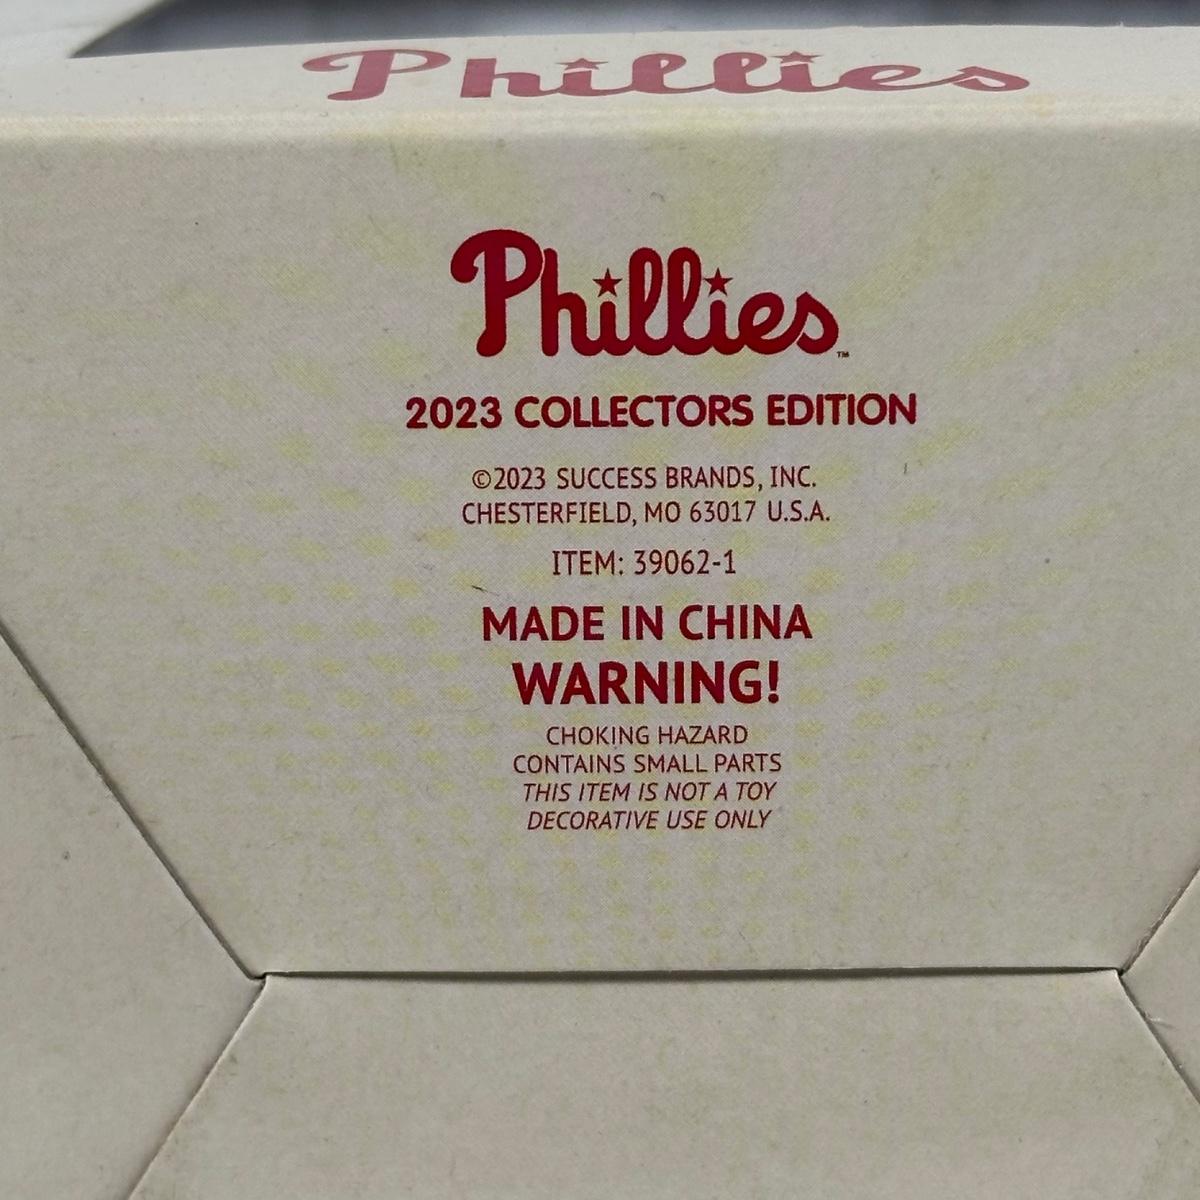 Phillies
Phillies™
2023 COLLECTORS EDITION
©2023 SUCCESS BRANDS, INC.
CHESTERFIELD, MO 63017 U.S.A.
ITEM: 39062-1
MADE IN CHINA
WARNING!
CHOKING HAZARD
CONTAINS SMALL PARTS
THIS ITEM IS NOT A TOY
DECORATIVE USE ONLY